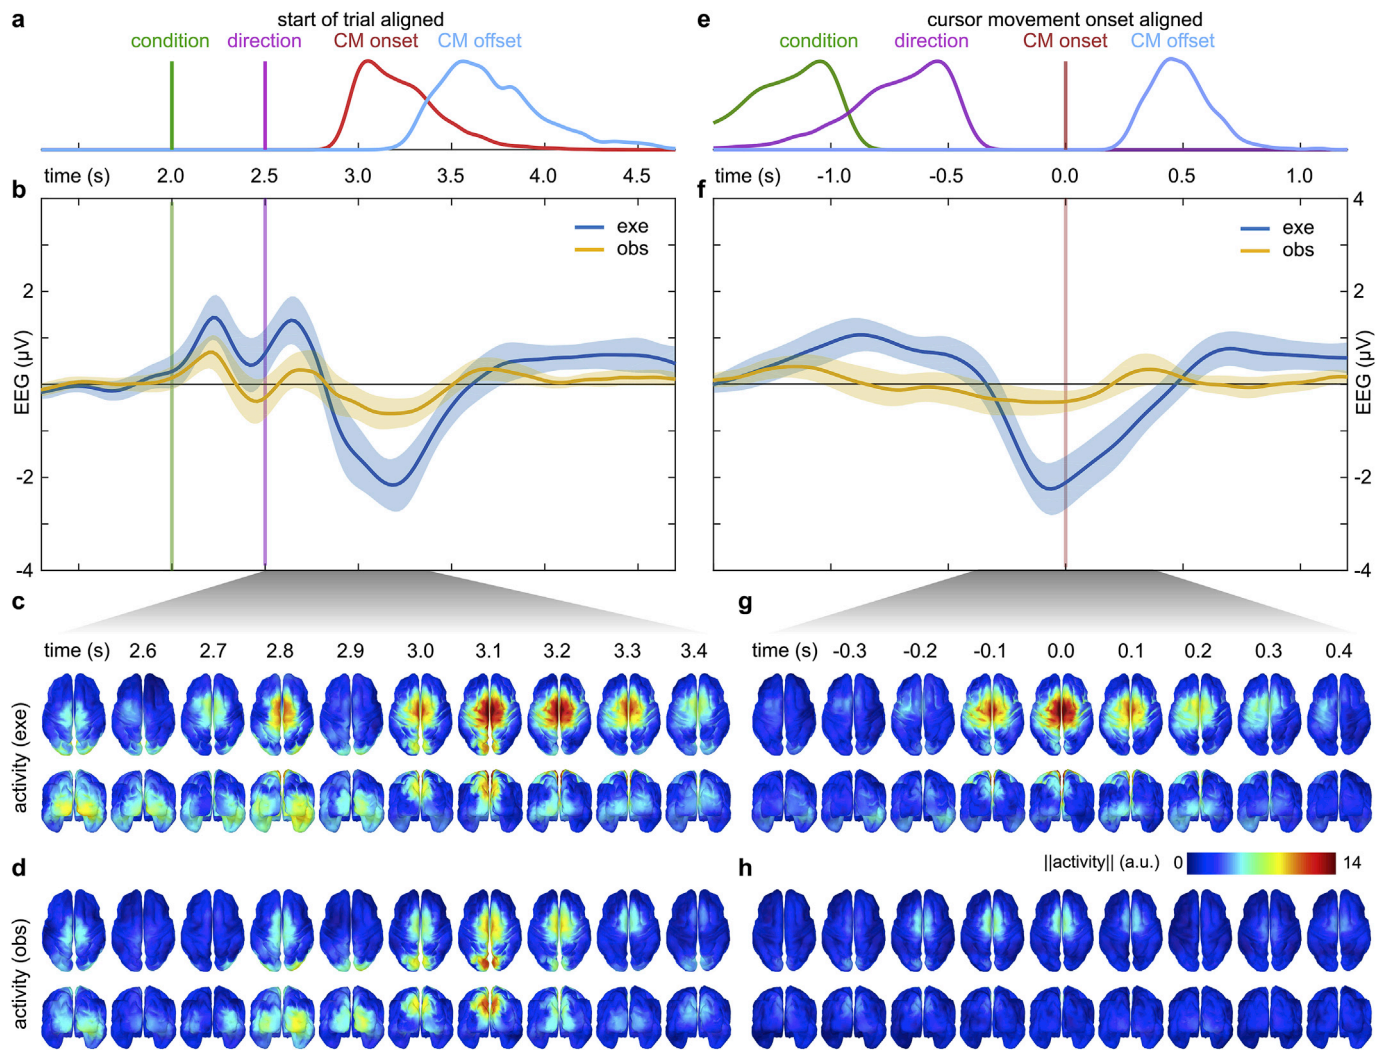 a
start of trial aligned
condition direction CM onset CM offset
time (s) 2.0 2.5 3.0 3.5 4.0 4.5
b
exe
obs
2
-2
-4
EEG (µV)
e
cursor movement onset aligned
condition direction CM onset CM offset
time (s) -1.0 -0.5 0.0 0.5 1.0
f
exe
obs
4
2
-2
-4
EEG (µV)
c
time (s) 2.6 2.7 2.8 2.9 3.0 3.1 3.2 3.3 3.4
activity (exe)
g
time (s) -0.3 -0.2 -0.1 0.0 0.1 0.2 0.3 0.4
d
activity (obs)
h
||activity|| (a.u.) 0 14